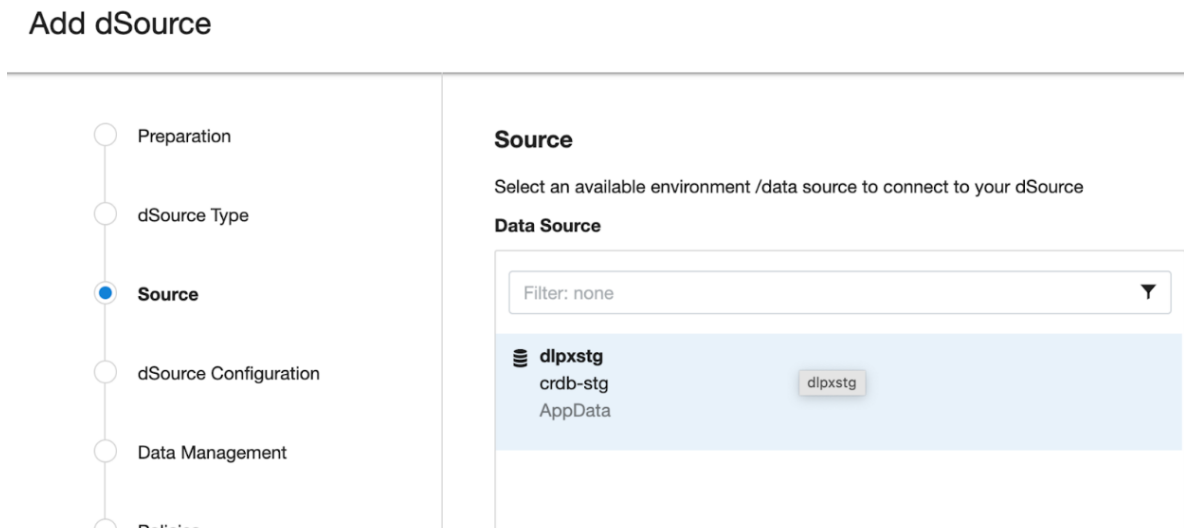 Add dSource
Preparation
dSource Type
Source
dSource Configuration
Data Management
Policies
Source
Select an available environment /data source to connect to your dSource
Data Source
Filter: none
dlpxstg
crdb-stg
AppData
dlpxstg